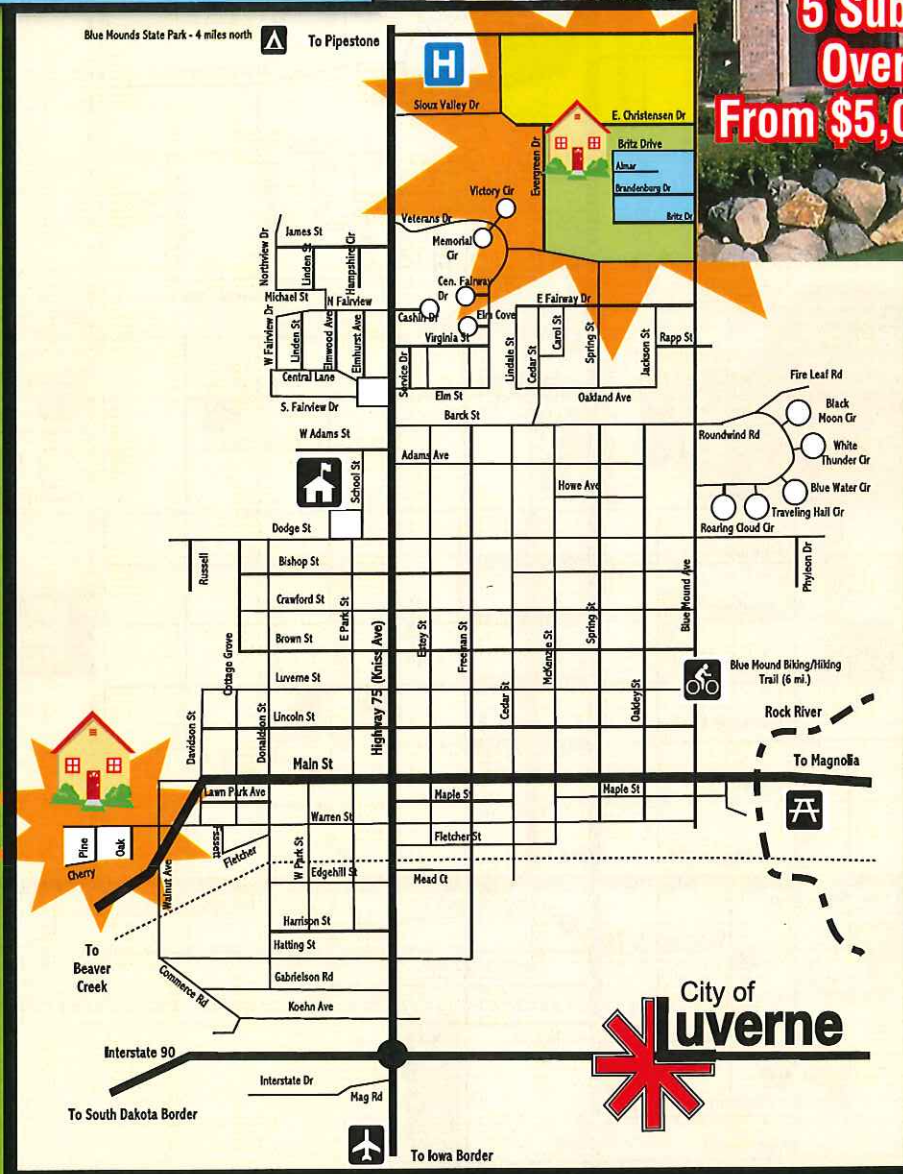 5 Sub
Over
From $5,0
Blue Mounds State Park - 4 miles north
To Pipestone
H
Sioux Valley Dr
E. Christensen Dr
Evergreen Dr
Britz Drive
Almar
Brandenburg Dr
Britz Dr
Victory Cir
Veterans Dr
Memorial
Cir
Northview Dr
James St
Linden St
Hampshire Cir
Michael St
N Fairview
Cen. Fairway
Dr
E Fairway Dr
Cashin Dr
Elm Cove
Virginia St
W Fairview Dr
Linden St
Elmwood Ave
Elmhurst Ave
Service Dr
Lindale St
Cedar St
Carol St
Spring St
Jackson St
Rapp St
Central Lane
Elm St
Oakland Ave
S. Fairview Dr
Barck St
Fire Leaf Rd
Black
Moon Cir
Roundwind Rd
White
Thunder Cir
W Adams St
Adams Ave
School St
Howe Ave
Blue Water Cir
Traveling Hail Cir
Roaring Cloud Cir
Dodge St
Russell
Bishop St
Phyleon Dr
Crawford St
E Park St
Brown St
Cottage Grove
Highway 75 (Kniss Ave)
Estey St
Freeman St
McKenzie St
Spring St
Blue Mound Ave
Luverne St
Blue Mound Biking/Hiking
Trail (6 mi.)
Cedar St
Oakley St
Davidson St
Donaldson St
Lincoln St
Rock River
Main St
To Magnolia
Lawn Park Ave
Maple St
Maple St
Warren St
Pine
Oak
Cherry
Fletcher
Fletcher St
Walnut Ave
W Park St
Edgehill St
Mead Ct
Harrison St
To
Beaver
Creek
Hatting St
Commerce Rd
Gabrielson Rd
Koehn Ave
City of
Luverne
Interstate 90
Interstate Dr
Mag Rd
To South Dakota Border
To Iowa Border